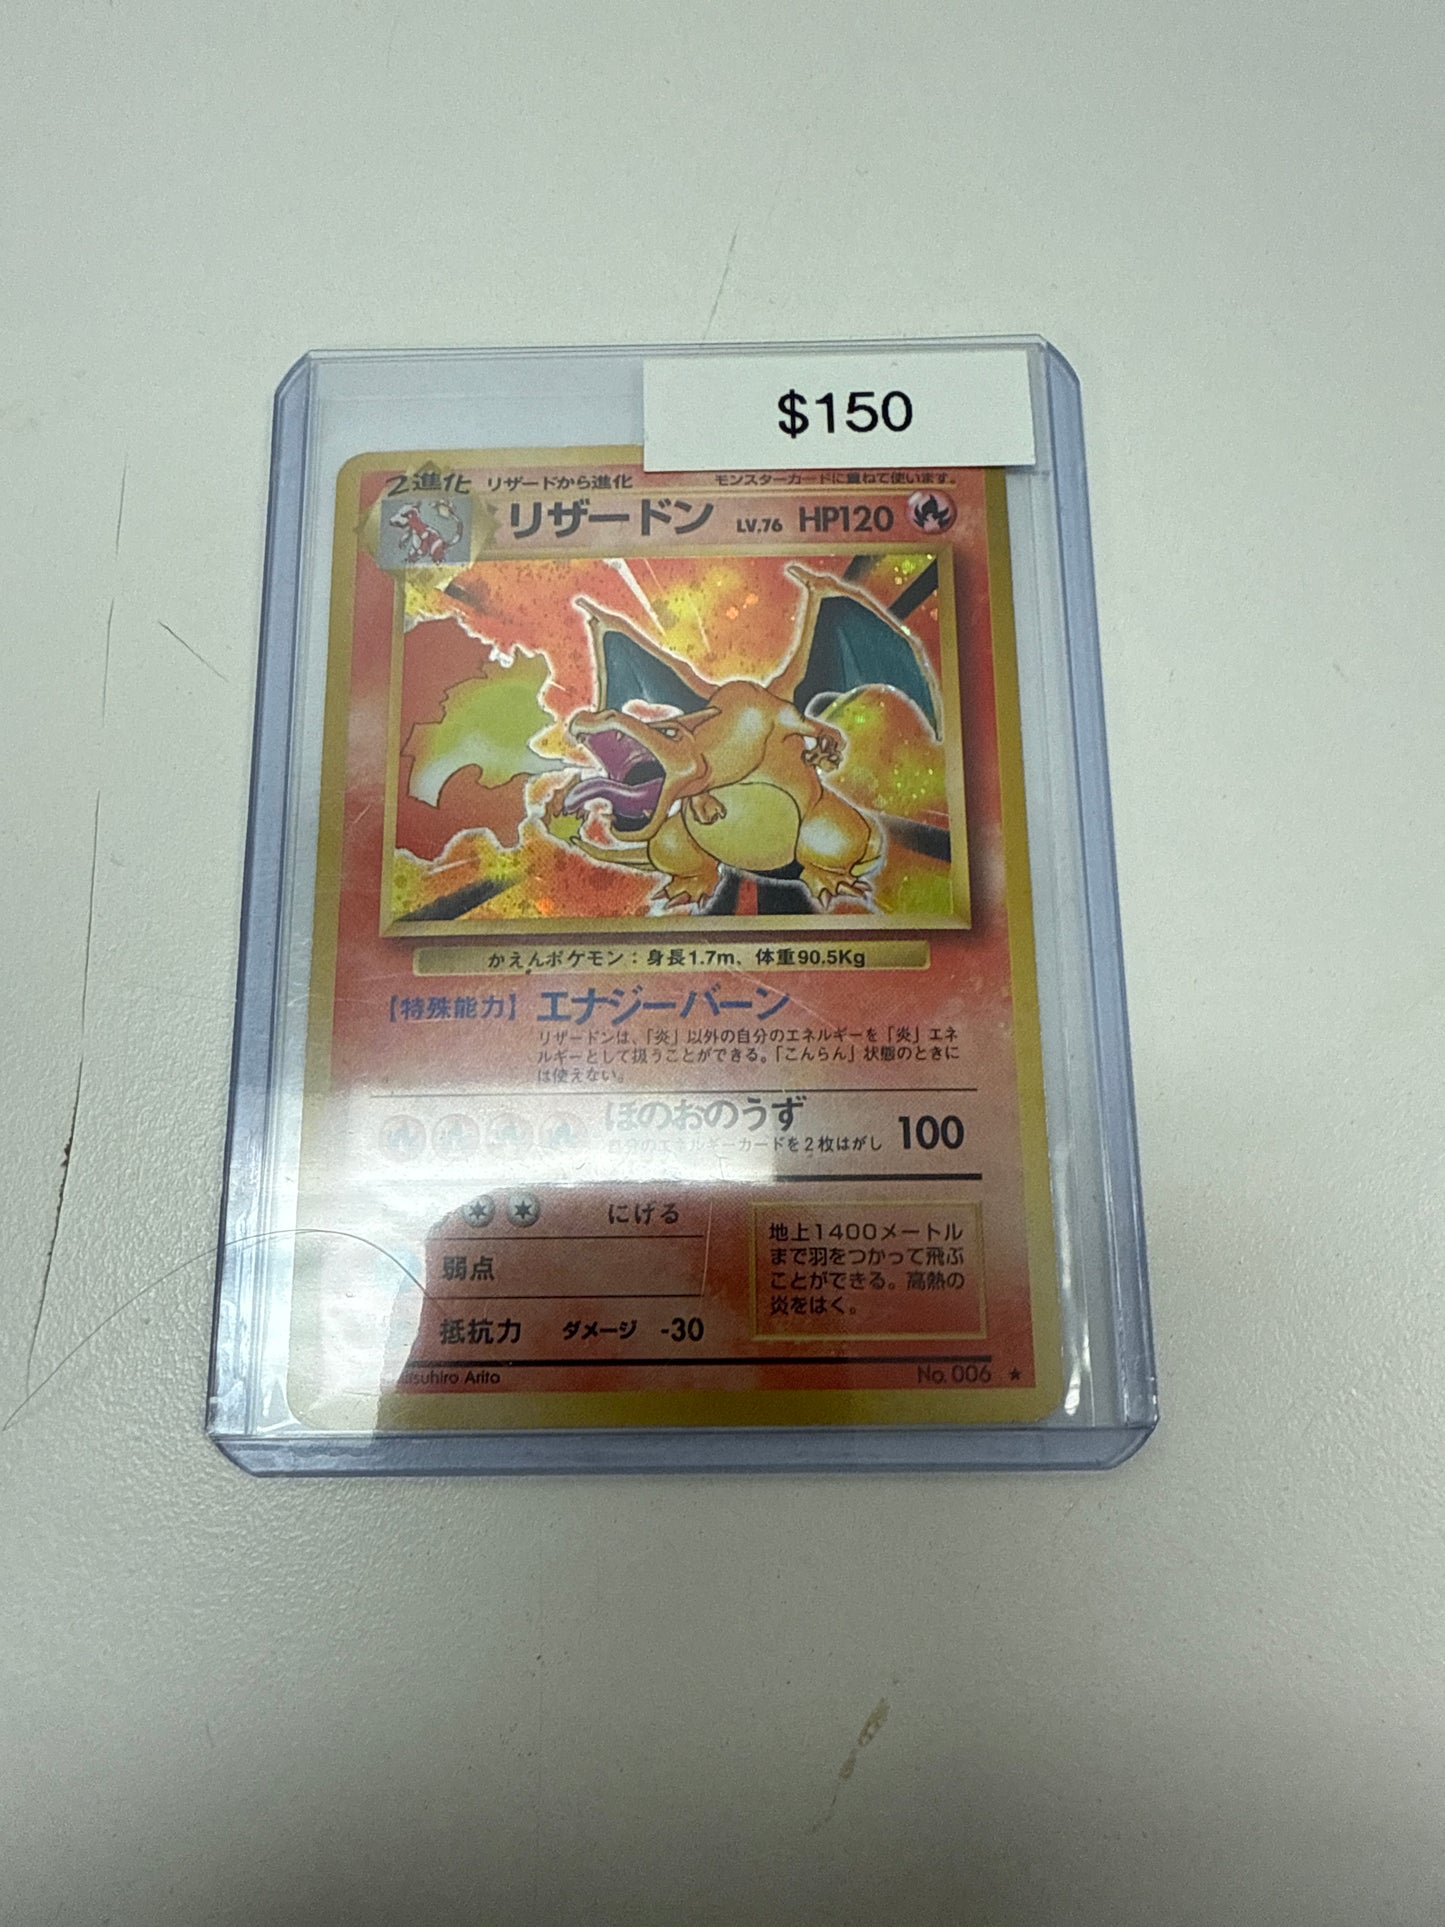 $150
2進化 リザードから進化 モンスターカードに重ねて使います。
リザードン LV.76 HP120
かえんポケモン：身長1.7m、体重90.5Kg
【特殊能力】 エナジーバーン
リザードンは、「炎」以外の自分のエネルギーを「炎」エネ
ルギーとして扱うことができる。「こんらん」状態のときに
は使えない。
ほのおのうず 100
自分のエネルギーカードを2枚はがし
にげる
弱点
抵抗力 ダメージ -30
地上1400メートル
まで羽をつかって飛ぶ
ことができる。高熱の
炎をはく。
Arita
No.006